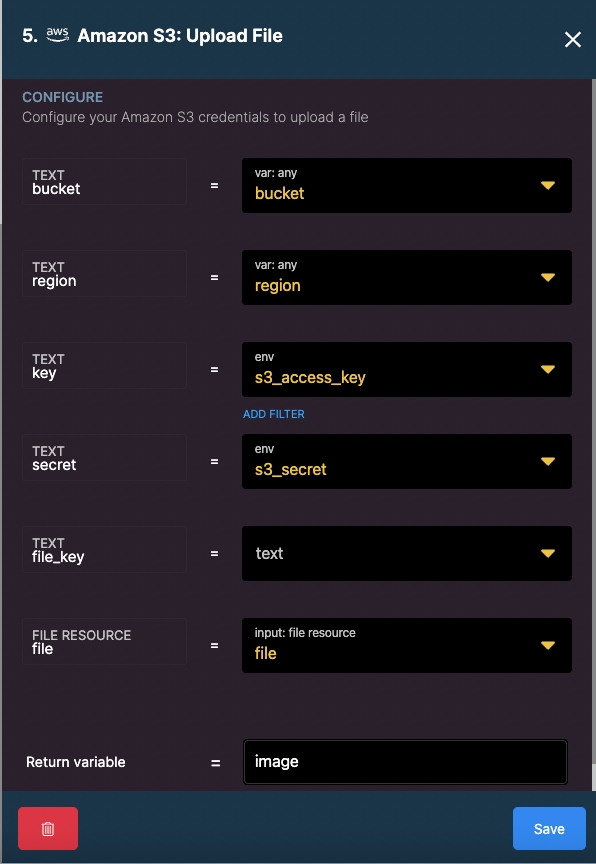 5. aws Amazon S3: Upload File
CONFIGURE
Configure your Amazon S3 credentials to upload a file
TEXT
bucket
=
var: any
bucket
TEXT
region
=
var: any
region
TEXT
key
=
env
s3_access_key
ADD FILTER
TEXT
secret
=
env
s3_secret
TEXT
file_key
=
text
FILE RESOURCE
file
=
input: file resource
file
Return variable
=
image
Save